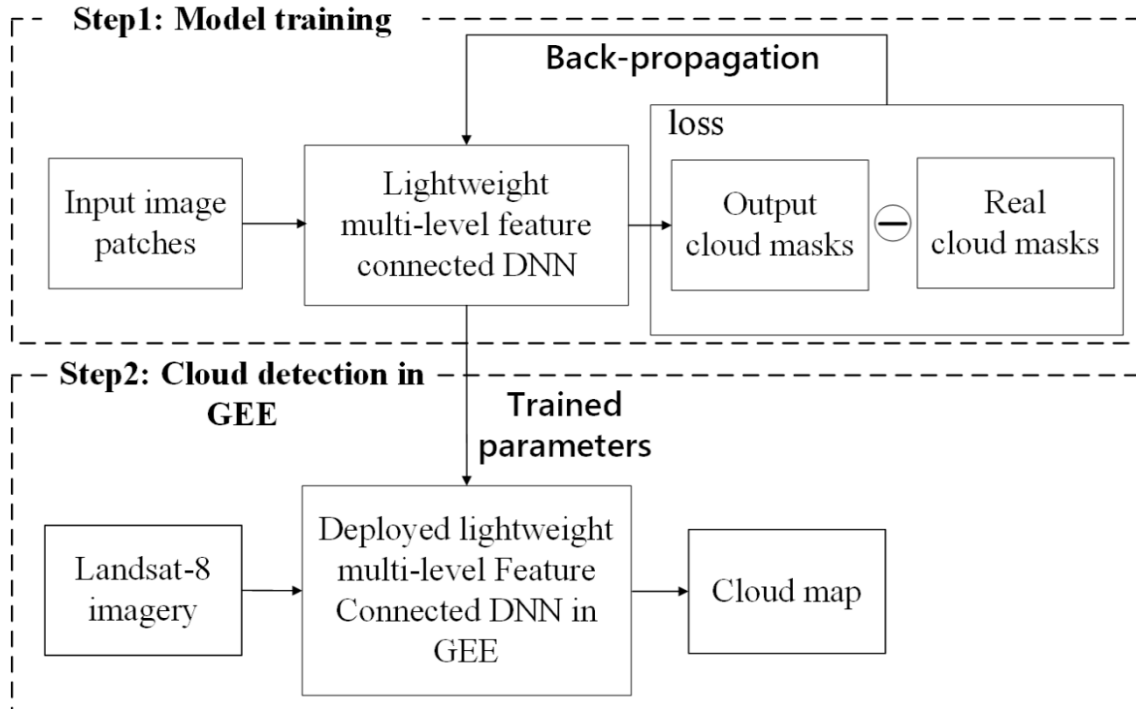 Step1: Model training
Back-propagation
loss
Input image
patches
Lightweight
multi-level feature
connected DNN
Output
cloud masks
Real
cloud masks
Step2: Cloud detection in
GEE
Trained
parameters
Landsat-8
imagery
Deployed lightweight
multi-level Feature
Connected DNN in
GEE
Cloud map